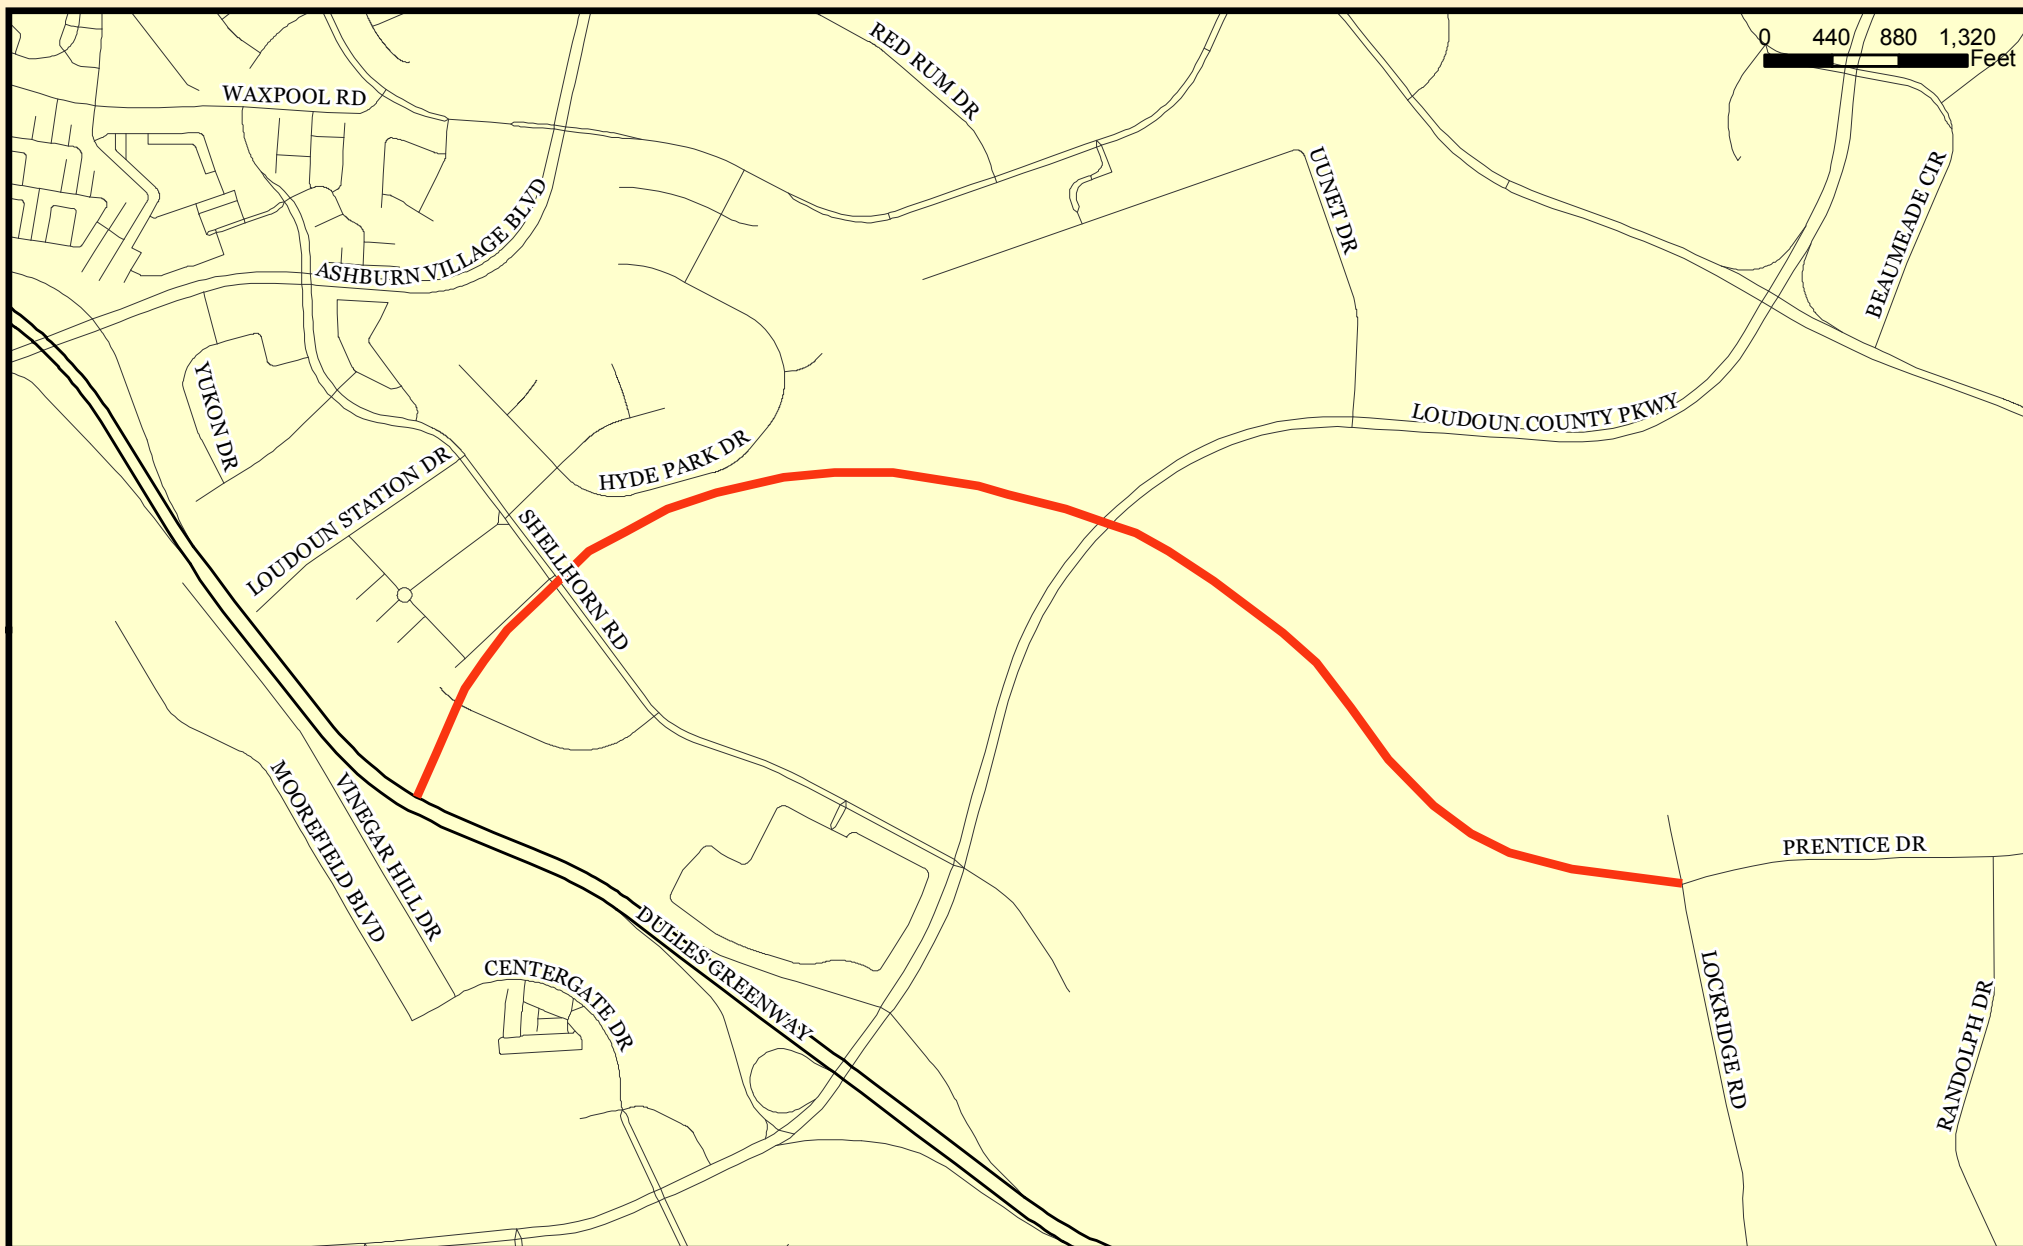 0 440 880 1,320
Feet
RED RUM DR
WAXPOOL RD
UUNET DR
BEAUMEADE CIR
ASHBURN VILLAGE BLVD
YUKON DR
LOUDOUN COUNTY PKWY
HYDE PARK DR
LOUDOUN STATION DR
SHELLHORN RD
MOOREFIELD BLVD
VINEGAR HILL DR
PRENTICE DR
DULLES GREENWAY
CENTERGATE DR
LOCKRIDGE RD
RANDOLPH DR